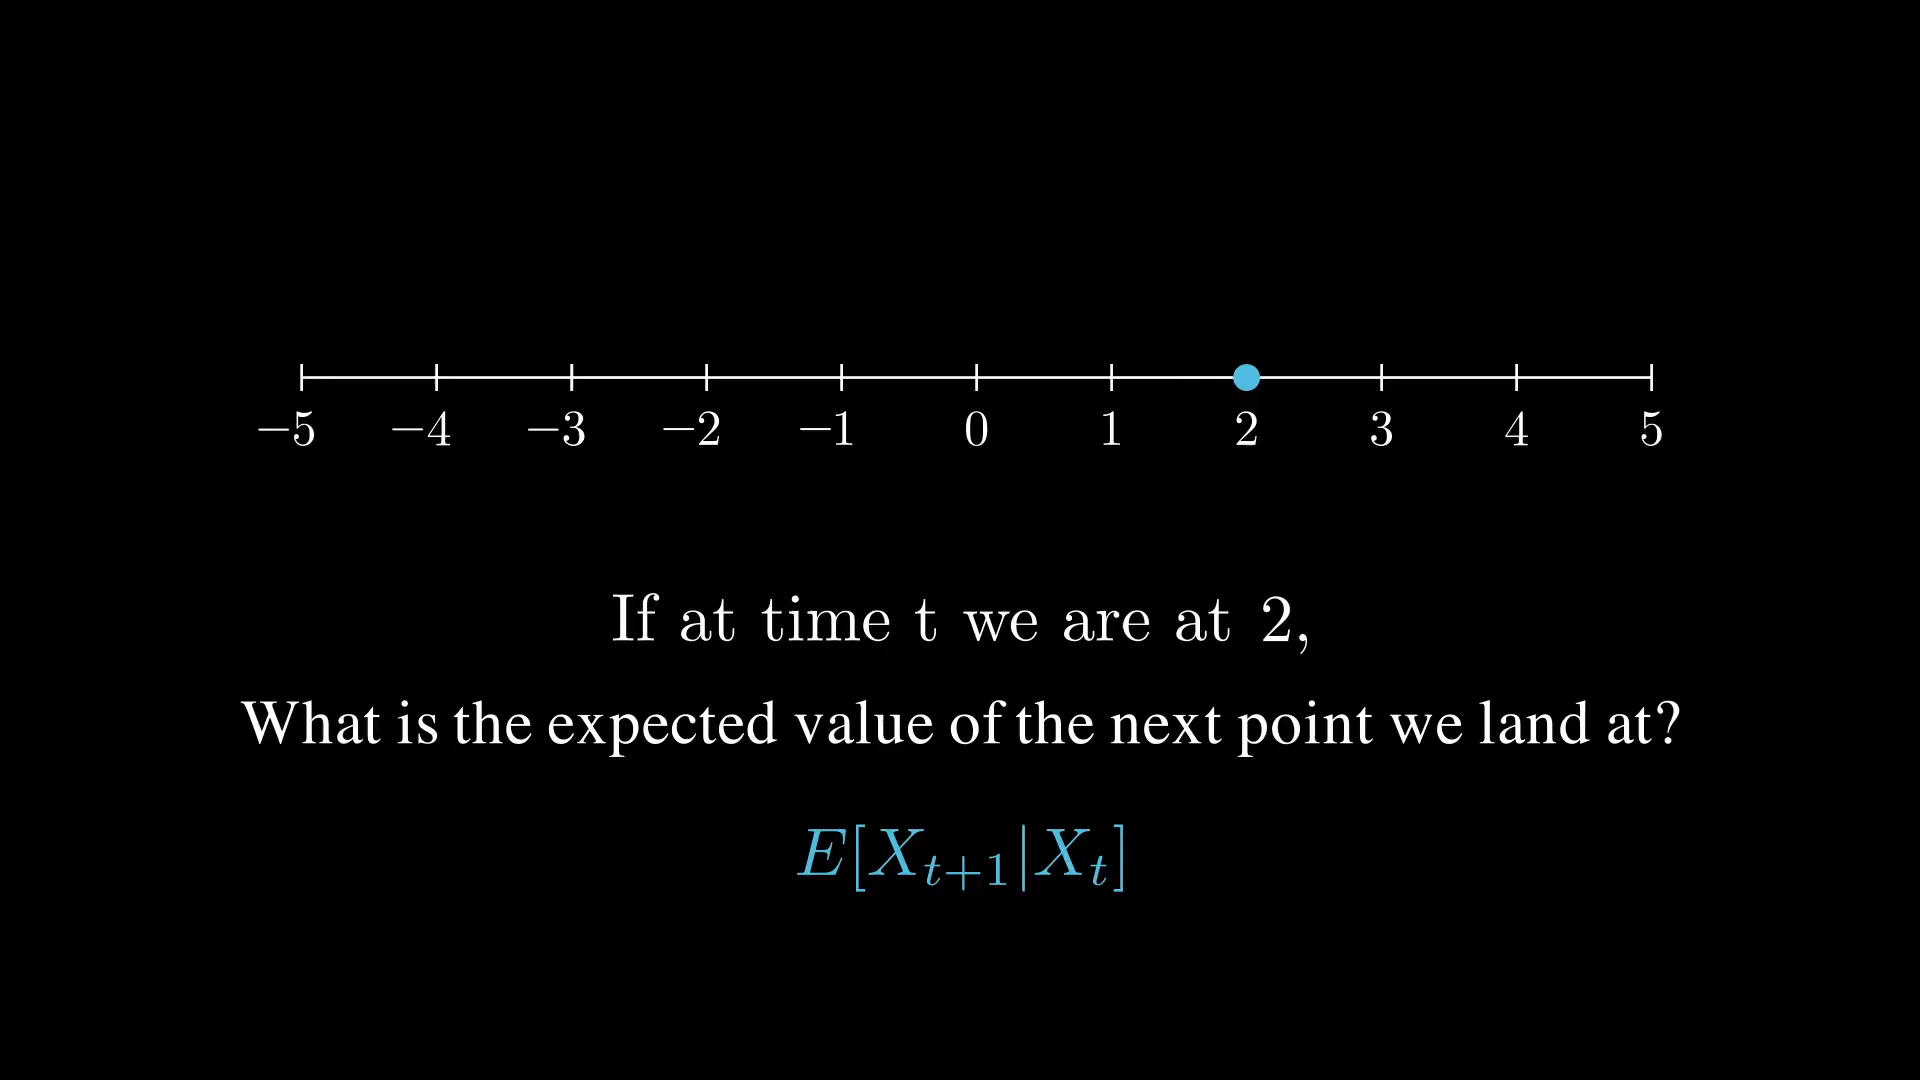 −5 −4 −3 −2 −1 0 1 2 3 4 5
If at time t we are at 2,
What is the expected value of the next point we land at?
E[X_{t+1}|X_t]